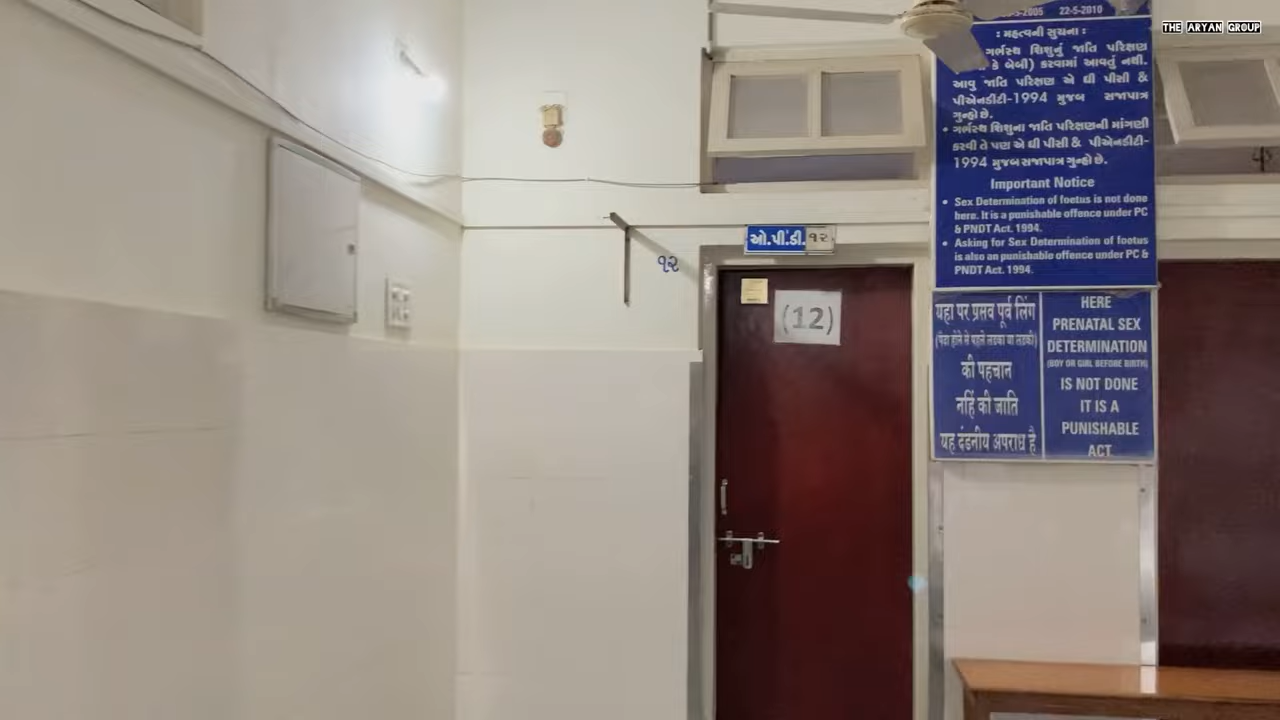 THE ARYAN GROUP
22-5-2010
: મહત્વની સુચના :
ગર્ભસ્થ શિશુનું જાતિ પરિક્ષણ
કે બેબી) કરવામાં આવતું નથી.
આવુ જાતિ પરિક્ષણ એ ધી પીસી &
પીએનડીટી-1994 મુજબ સજાપાત્ર
ગુન્હો છે.
• ગર્ભસ્થ શિશુના જાતિ પરિક્ષણની માંગણી
કરવી તે પણ એ ધી પીસી & પીએનડીટી-
1994 મુજબ સજાપાત્ર ગુન્હો છે.
Important Notice
• Sex Determination of foetus is not done
here. It is a punishable offence under PC
& PNDT Act. 1994.
• Asking for Sex Determination of foetus
is also an punishable offence under PC &
PNDT Act. 1994.
ઓ.પી.ડી. ૧૨
૧૨
(12)
यहां पर प्रसव पूर्व लिंग
(पैदा होने से पहले लडका या लडकी)
की पहचान
नहिं की जाति
यह दंडनीय अपराध है
HERE
PRENATAL SEX
DETERMINATION
(BOY OR GIRL BEFORE BIRTH)
IS NOT DONE
IT IS A
PUNISHABLE
ACT